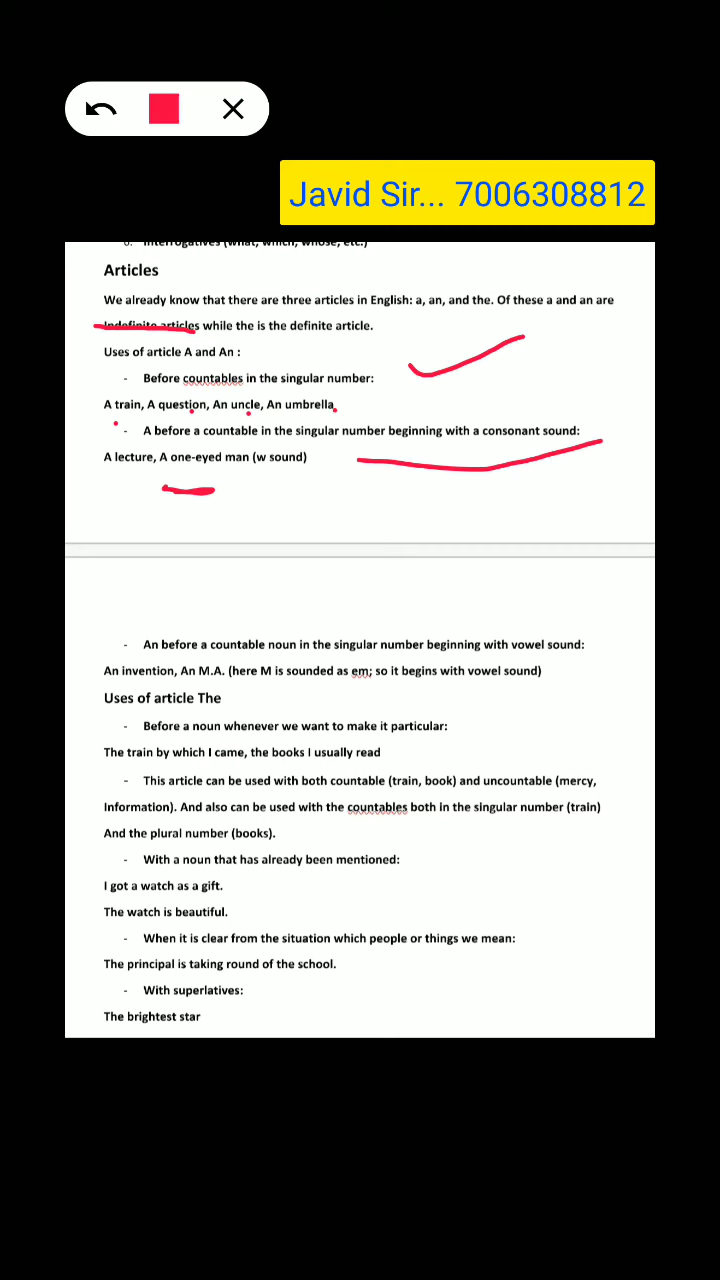 Javid Sir... 7006308812
6. Interrogatives (what, which, whose, etc.)
Articles
We already know that there are three articles in English: a, an, and the. Of these a and an are
Indefinite articles while the is the definite article.
Uses of article A and An :
- Before countables in the singular number:
A train, A question, An uncle, An umbrella
- A before a countable in the singular number beginning with a consonant sound:
A lecture, A one-eyed man (w sound)
- An before a countable noun in the singular number beginning with vowel sound:
An invention, An M.A. (here M is sounded as em; so it begins with vowel sound)
Uses of article The
- Before a noun whenever we want to make it particular:
The train by which I came, the books I usually read
- This article can be used with both countable (train, book) and uncountable (mercy,
Information). And also can be used with the countables both in the singular number (train)
And the plural number (books).
- With a noun that has already been mentioned:
I got a watch as a gift.
The watch is beautiful.
- When it is clear from the situation which people or things we mean:
The principal is taking round of the school.
- With superlatives:
The brightest star